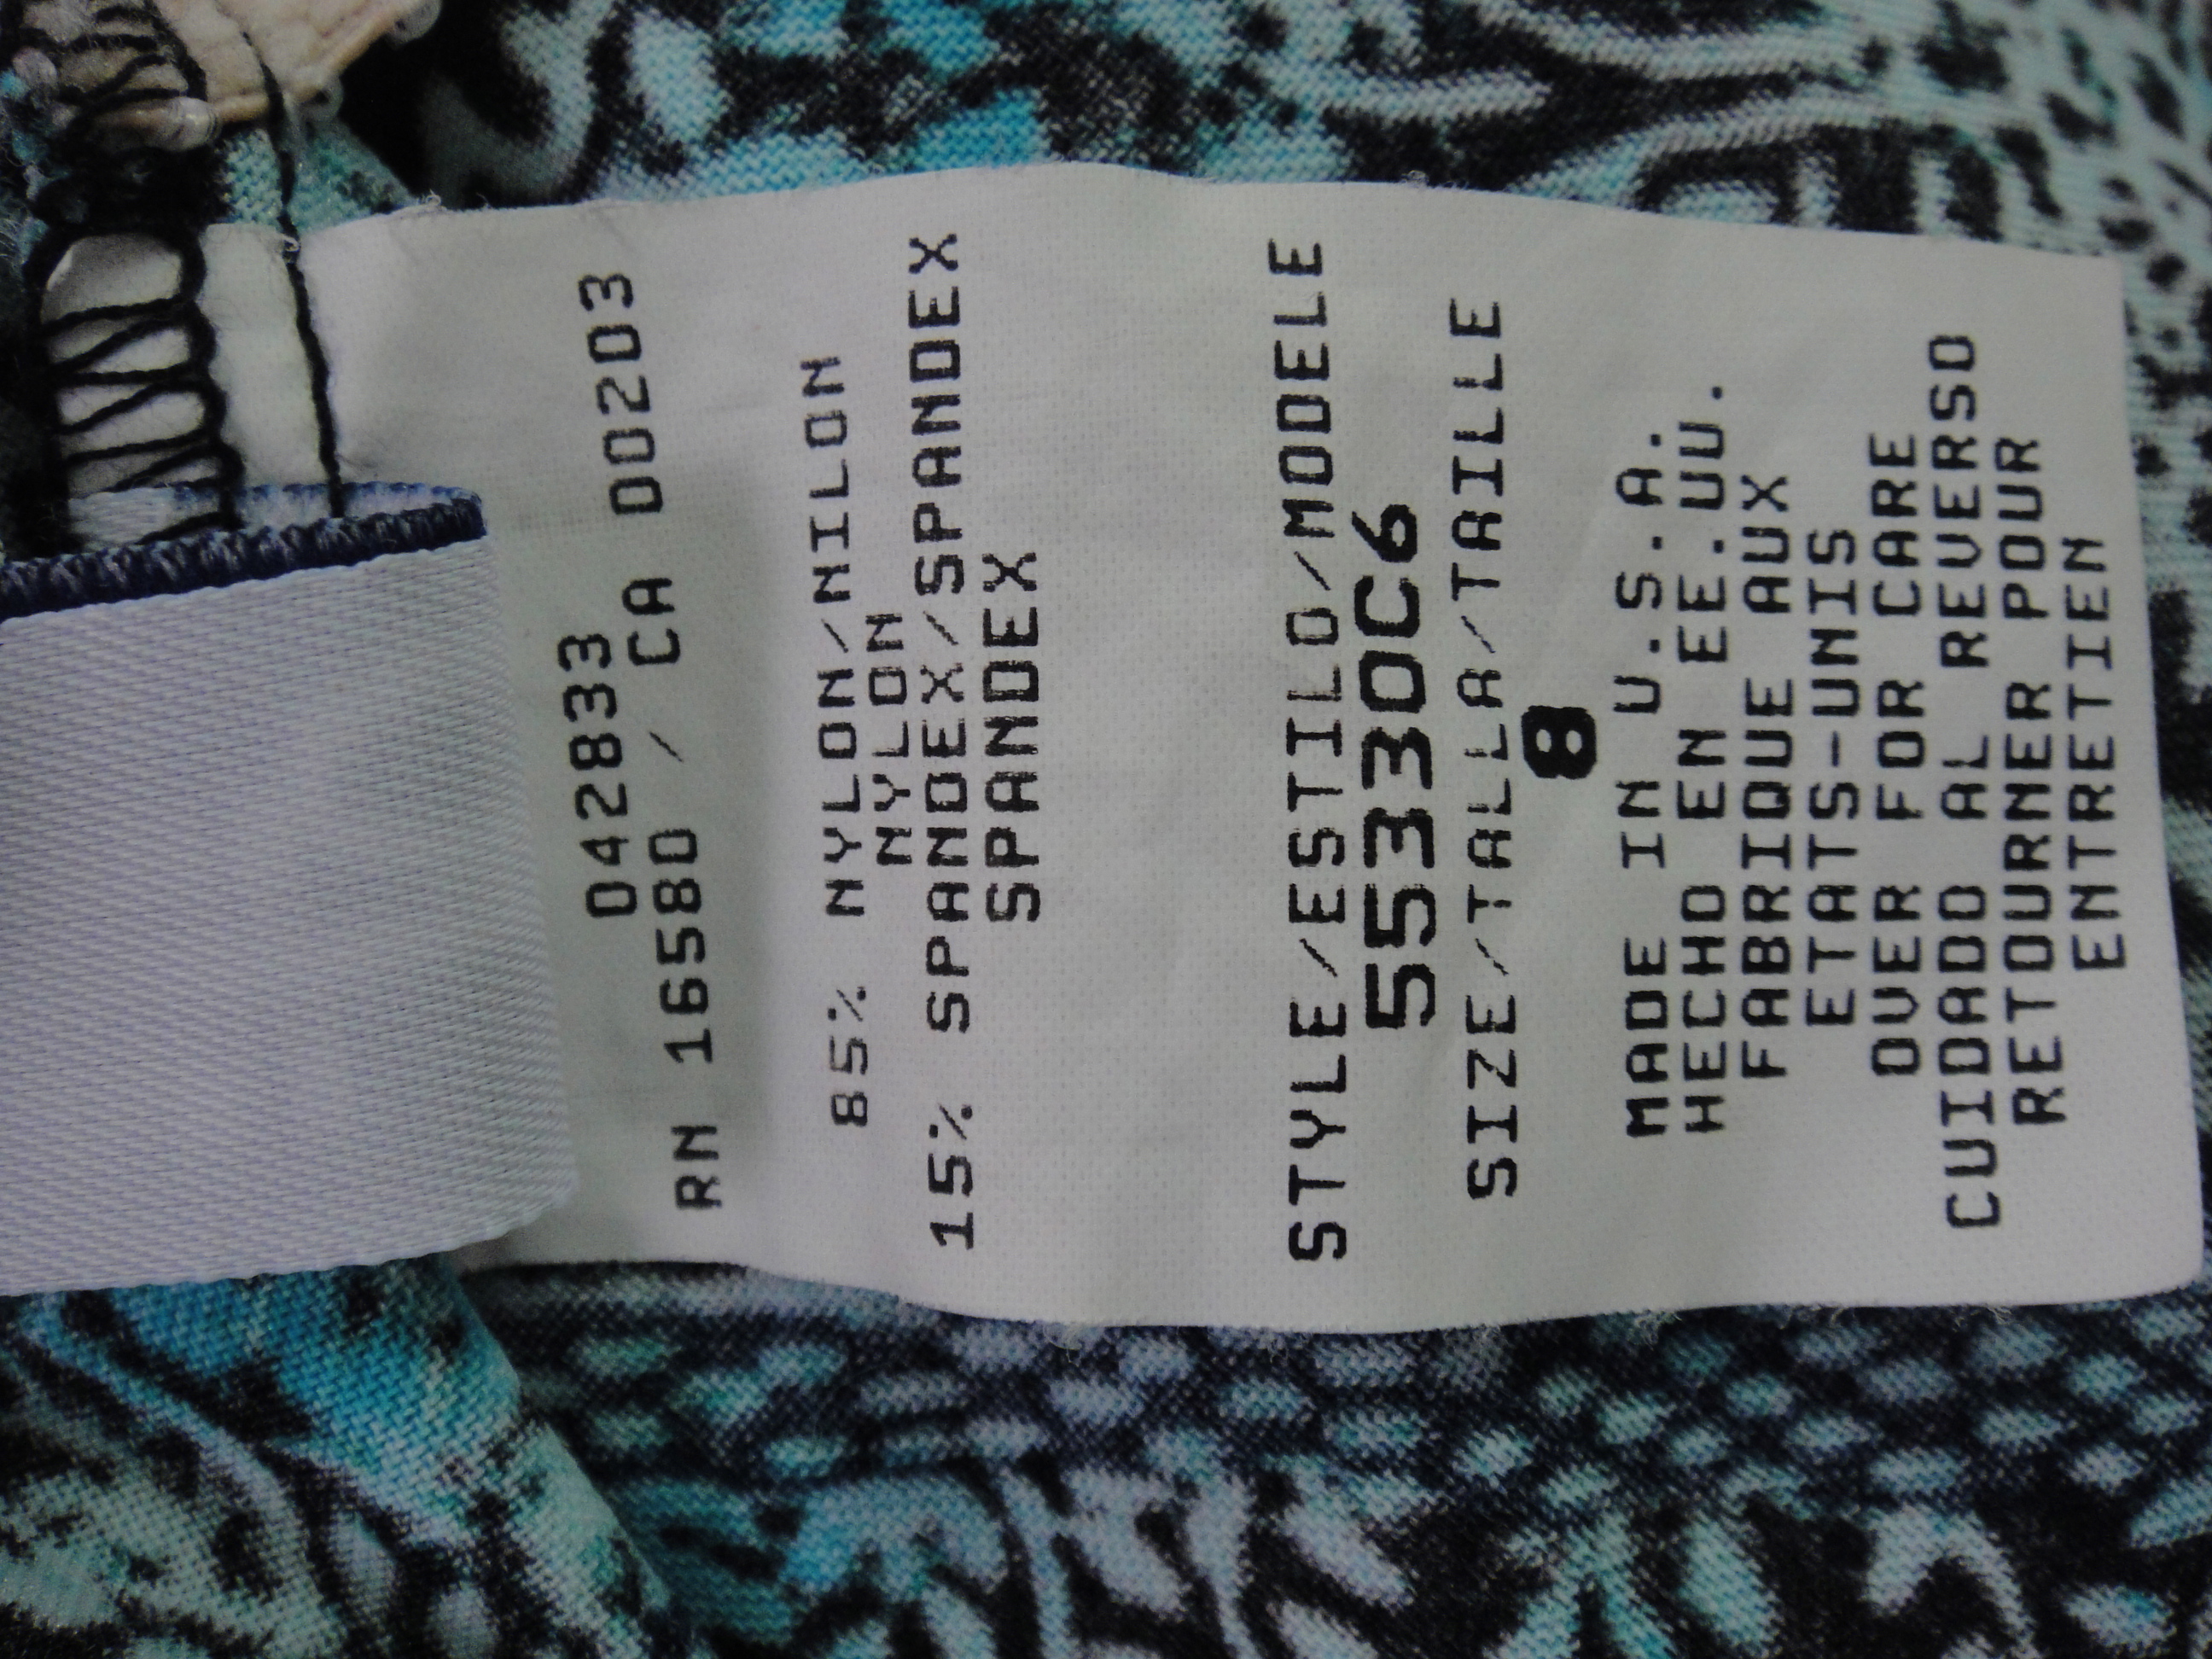 042833
RN 16580 / CA 00203
85% NYLON/NILON
NYLON
15% SPANDEX/SPANDEX
SPANDEX
STYLE/ESTILO/MODELE
55330C6
SIZE/TALLA/TAILLE
8
MADE IN U.S.A.
HECHO EN EE.UU.
FABRIQUE AUX
ETATS-UNIS
OVER FOR CARE
CUIDADO AL REVERSO
RETOURNER POUR
ENTRETIEN